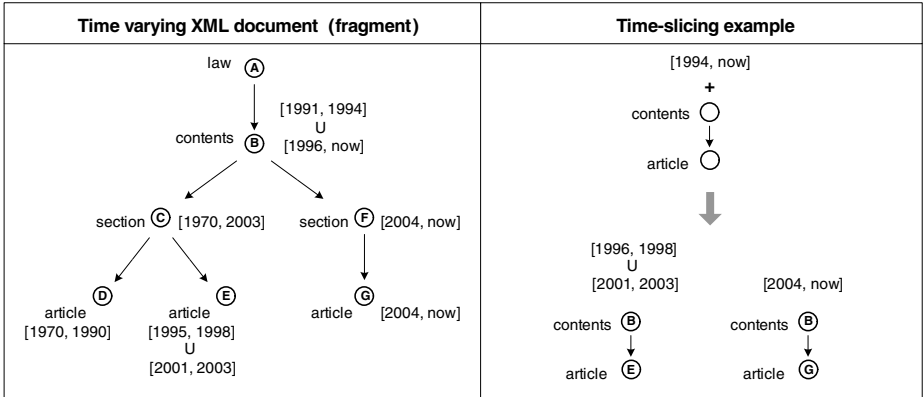 Time varying XML document (fragment)
law A
[1991, 1994]
U
contents B [1996, now]
section C [1970, 2003]
section F [2004, now]
D
article
[1970, 1990]
E
article
[1995, 1998]
U
[2001, 2003]
article G [2004, now]
Time-slicing example
[1994, now]
+
contents
article
[1996, 1998]
U
[2001, 2003]
contents B
article E
[2004, now]
contents B
article G